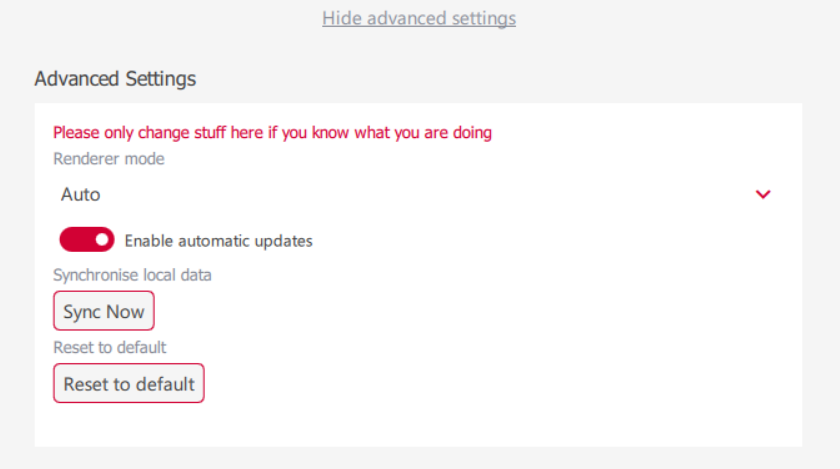 Hide advanced settings
Advanced Settings
Please only change stuff here if you know what you are doing
Renderer mode
Auto
Enable automatic updates
Synchronise local data
Sync Now
Reset to default
Reset to default